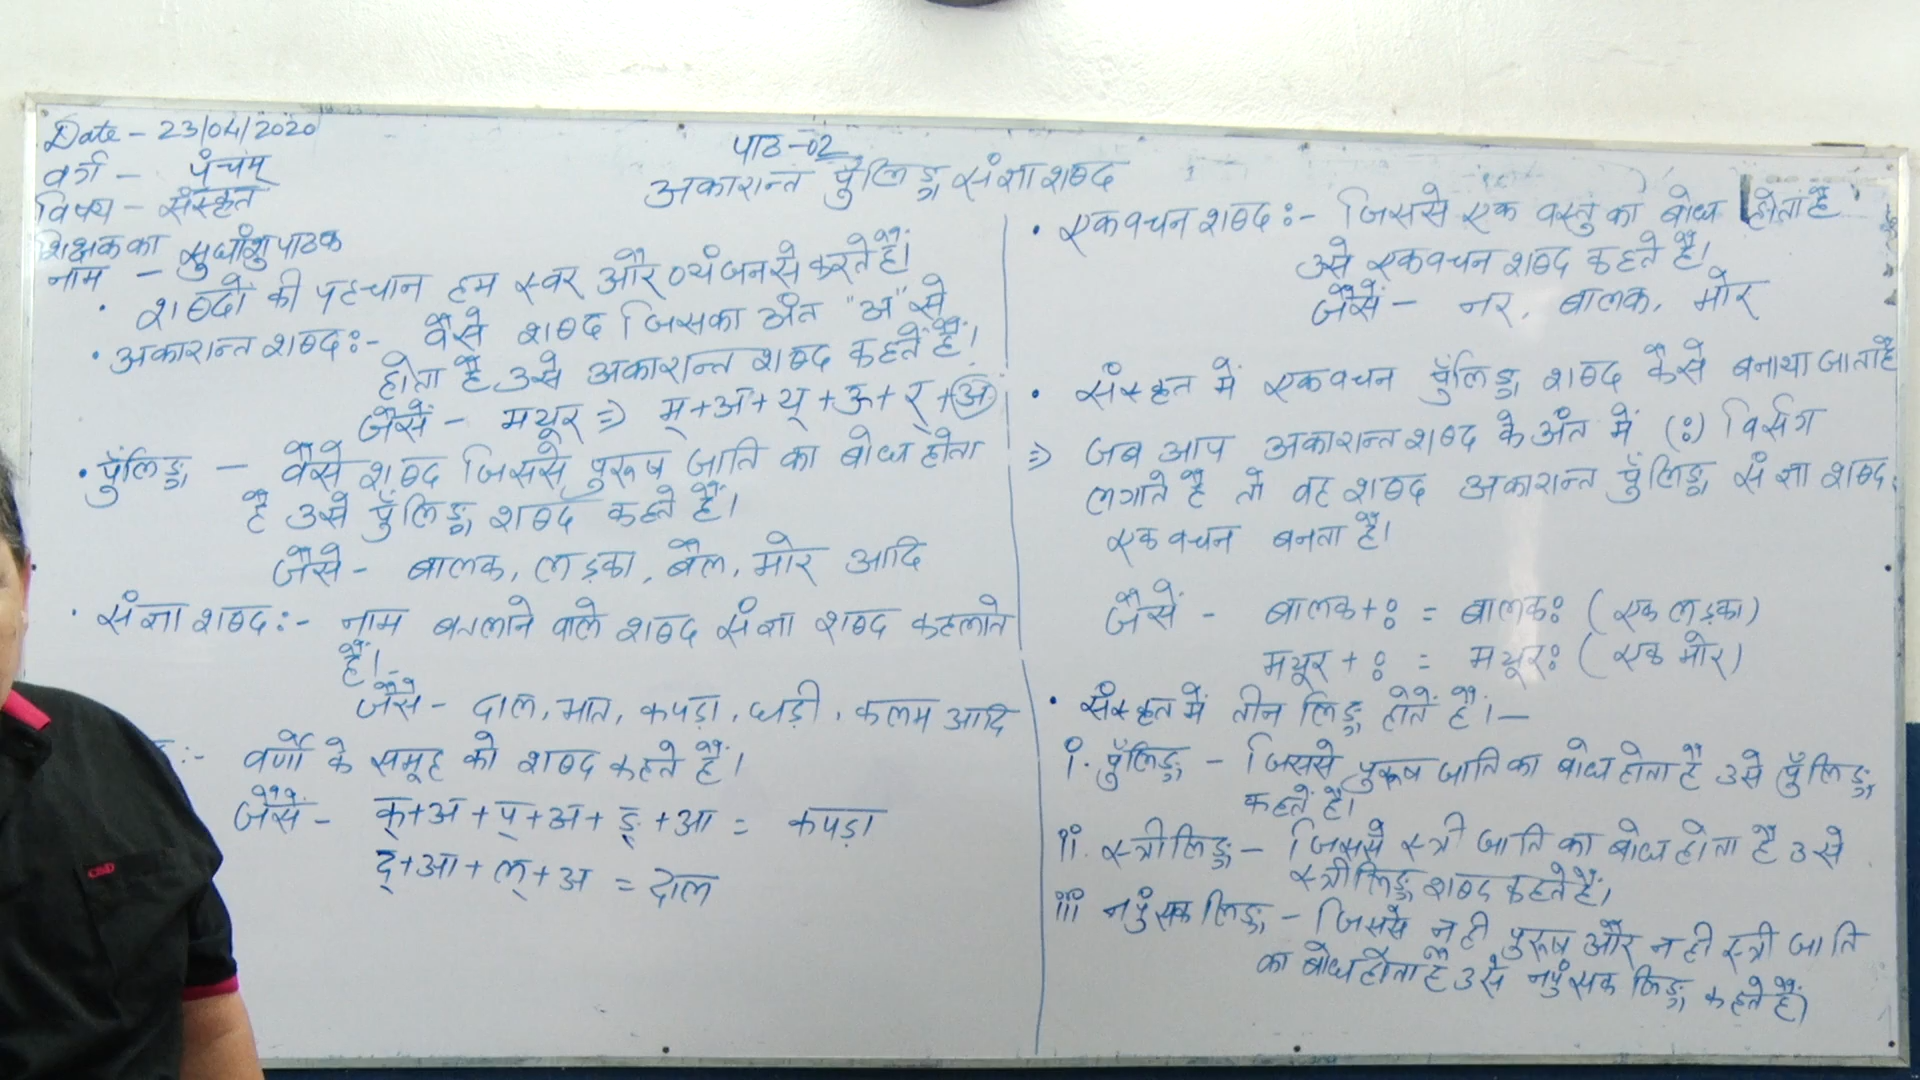 Date - 23/04/2020
वर्ग - पंचम्
विषय - संस्कृत
शिक्षक का
नाम - सुधांशु पाठक
पाठ-02
अकारान्त पुँलिङ्ग संज्ञा शब्द
• शब्दों की पहचान हम स्वर और व्यंजन से करते हैं।
• अकारान्त शब्द:- वैसे शब्द जिसका अंत "अ" से
होता है उसे अकारान्त शब्द कहते हैं।
जैसे - मयूर ⇒ म्+अ+य्+ऊ+र्+अ
• पुँलिङ्ग - वैसे शब्द जिससे पुरुष जाति का बोध होता
है उसे पुँलिङ्ग शब्द कहते हैं।
जैसे - बालक, लड़का, बैल, मोर आदि
• संज्ञा शब्द:- नाम बतलाने वाले शब्द संज्ञा शब्द कहलाते
हैं।-
जैसे - दाल, भात, कपड़ा, घड़ी, कलम आदि
:- वर्णों के समूह को शब्द कहते हैं।
जैसे - क्+अ+प्+अ+ड़्+आ = कपड़ा
द्+आ+ल्+अ = दाल
• एकवचन शब्द:- जिससे एक वस्तु का बोध होता है
उसे एकवचन शब्द कहते हैं।
जैसे - नर, बालक, मोर
• संस्कृत में एकवचन पुँलिङ्ग शब्द कैसे बनाया जाता है
⇒ जब आप अकारान्त शब्द के अंत में (ः) विर्सग
लगाते है तो वह शब्द अकारान्त पुँलिङ्ग संज्ञा शब्द
एकवचन बनता है।
जैसे - बालक+ः = बालकः (एक लड़का)
मयूर+ः = मयूरः (एक मोर)
• संस्कृत में तीन लिङ्ग होते हैं।-
i. पुँलिङ्ग - जिससे पुरुष जाति का बोध होता है उसे पुँलिङ्ग
कहते हैं।
ii. स्त्रीलिङ्ग - जिससे स्त्री जाति का बोध होता है उसे
स्त्रीलिङ्ग शब्द कहते हैं।
iii नपुंसक लिङ्ग - जिससे न ही पुरुष और न ही स्त्री जाति
का बोध होता है उसे नपुंसक लिङ्ग कहते हैं।